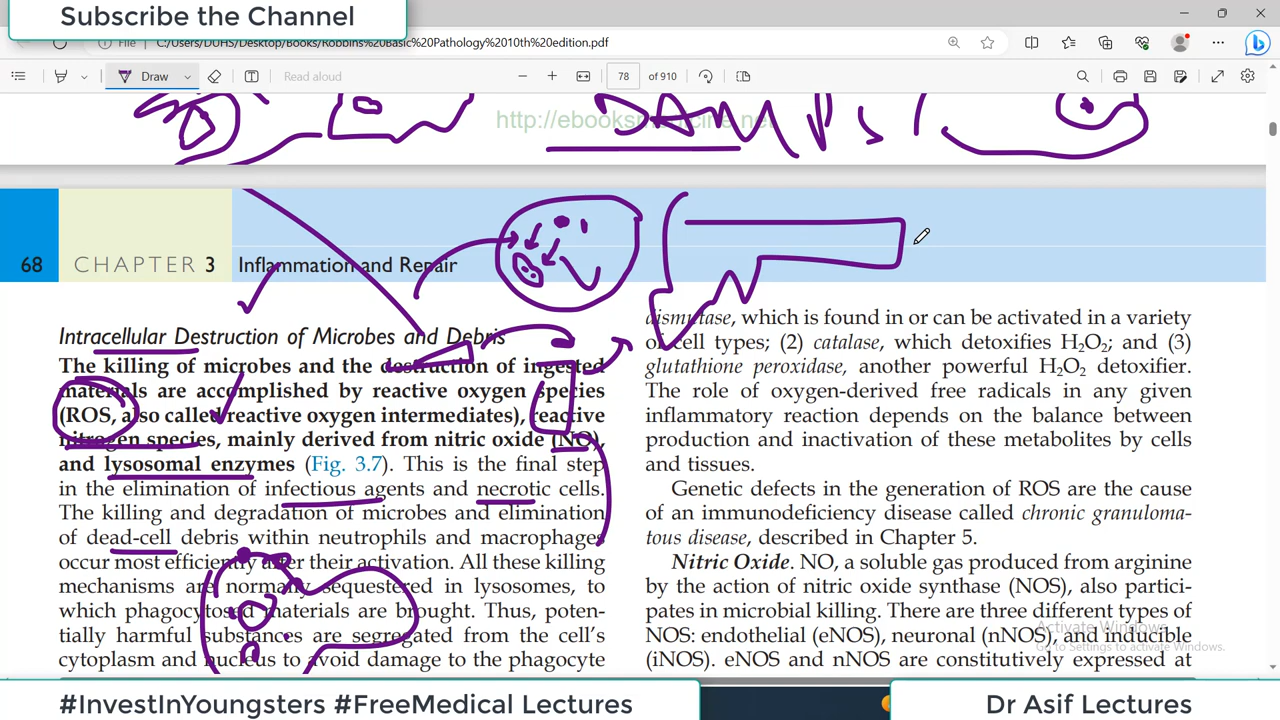 Subscribe the Channel
File
C:/Users/DUHS/Desktop/Books/Robbins%20Basic%20Pathology%2010th%20edition.pdf
Draw
Read aloud
78 of 910
http://ebooksmedicine.net
DAMPs
68 CHAPTER 3 Inflammation and Repair
Intracellular Destruction of Microbes and Debris
The killing of microbes and the destruction of ingested
materials are accomplished by reactive oxygen species
(ROS, also called reactive oxygen intermediates), reactive
nitrogen species, mainly derived from nitric oxide (NO),
and lysosomal enzymes (Fig. 3.7). This is the final step
in the elimination of infectious agents and necrotic cells.
The killing and degradation of microbes and elimination
of dead-cell debris within neutrophils and macrophages
occur most efficiently after their activation. All these killing
mechanisms are normally sequestered in lysosomes, to
which phagocytosed materials are brought. Thus, poten-
tially harmful substances are segregated from the cell's
cytoplasm and nucleus to avoid damage to the phagocyte
dismutase, which is found in or can be activated in a variety
of cell types; (2) catalase, which detoxifies H₂O₂; and (3)
glutathione peroxidase, another powerful H₂O₂ detoxifier.
The role of oxygen-derived free radicals in any given
inflammatory reaction depends on the balance between
production and inactivation of these metabolites by cells
and tissues.
Genetic defects in the generation of ROS are the cause
of an immunodeficiency disease called chronic granuloma-
tous disease, described in Chapter 5.
Nitric Oxide. NO, a soluble gas produced from arginine
by the action of nitric oxide synthase (NOS), also partici-
pates in microbial killing. There are three different types of
NOS: endothelial (eNOS), neuronal (nNOS), and inducible
(iNOS). eNOS and nNOS are constitutively expressed at
Activate Windows
Go to Settings to activate Windows.
#InvestInYoungsters #FreeMedical Lectures
Dr Asif Lectures